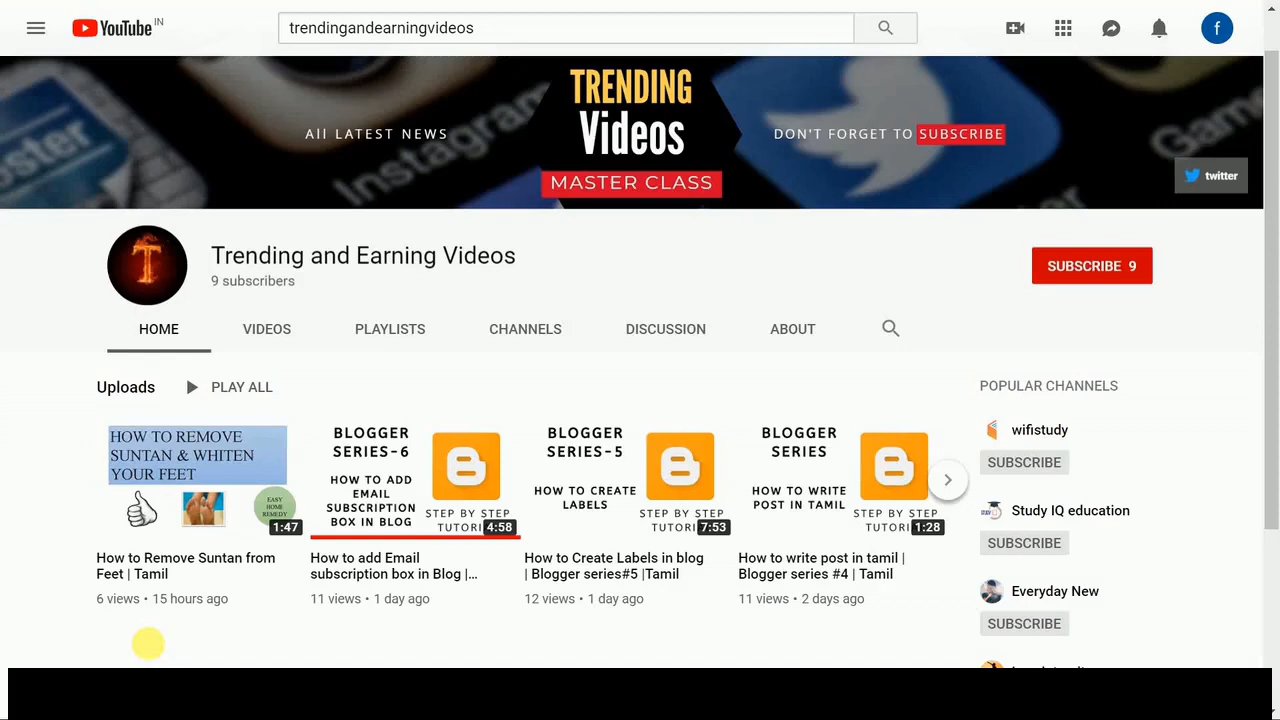 YouTube IN
trendingandearningvideos
f
Instagram
Game
TRENDING
Videos
All LATEST NEWS
DON'T FORGET TO SUBSCRIBE
MASTER CLASS
twitter
T
Trending and Earning Videos
9 subscribers
SUBSCRIBE 9
HOME VIDEOS PLAYLISTS CHANNELS DISCUSSION ABOUT
Uploads PLAY ALL
HOW TO REMOVE
SUNTAN & WHITEN
YOUR FEET
EASY
HOME
REMEDY
1:47
How to Remove Suntan from
Feet | Tamil
6 views • 15 hours ago
BLOGGER
SERIES-6
HOW TO ADD
EMAIL
SUBSCRIPTION
BOX IN BLOG
STEP BY STEP
TUTORI
4:58
How to add Email
subscription box in Blog |...
11 views • 1 day ago
BLOGGER
SERIES-5
HOW TO CREATE
LABELS
STEP BY STEP
TUTORI
7:53
How to Create Labels in blog
| Blogger series#5 |Tamil
12 views • 1 day ago
BLOGGER
SERIES
HOW TO WRITE
POST IN TAMIL
STEP BY STEP
TUTORI
1:28
How to write post in tamil |
Blogger series #4 | Tamil
11 views • 2 days ago
POPULAR CHANNELS
wifistudy
SUBSCRIBE
Study IQ education
SUBSCRIBE
Everyday New
SUBSCRIBE